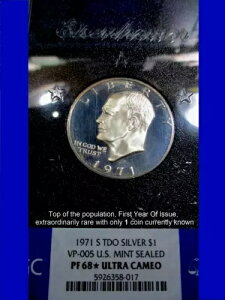 Eisenhower
LIBERTY
IN GOD WE
TRUST
1971
Top of the population, First Year Of Issue,
extraordinarily rare with only 1 coin currently known
1971 S TDO SILVER $1
VP-005 U.S. MINT SEALED
PF 68★ ULTRA CAMEO
5926358-017